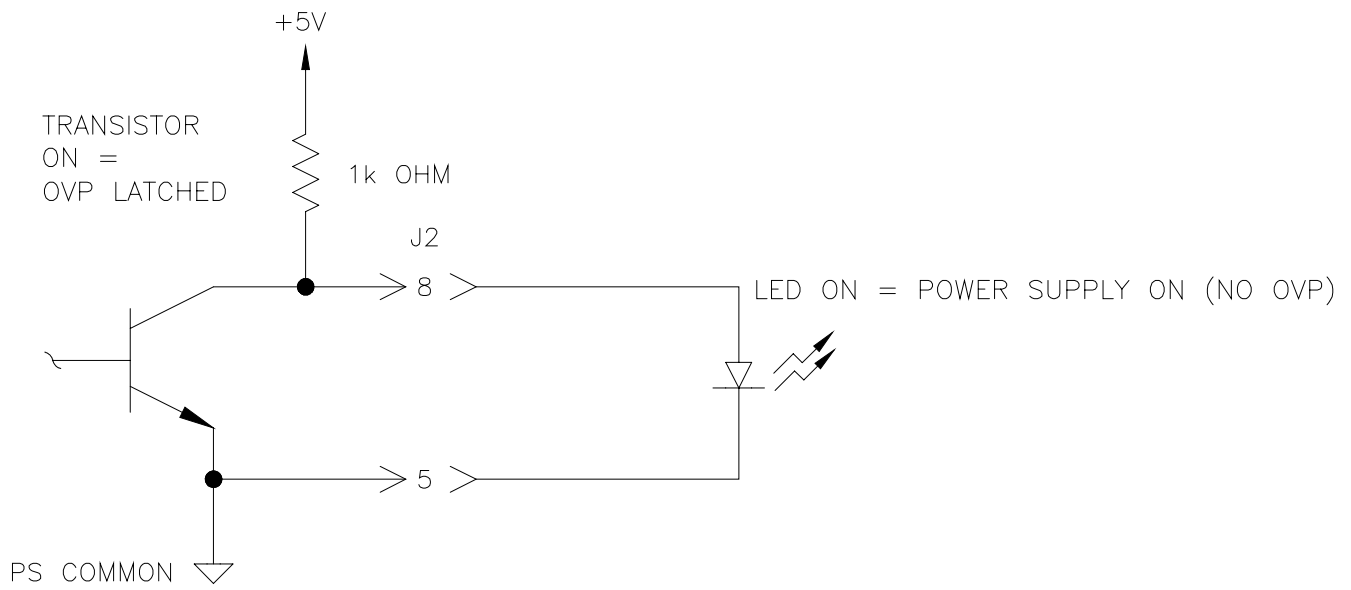 +5V
TRANSISTOR
ON =
OVP LATCHED
1k OHM
J2
8
LED ON = POWER SUPPLY ON (NO OVP)
5
PS COMMON